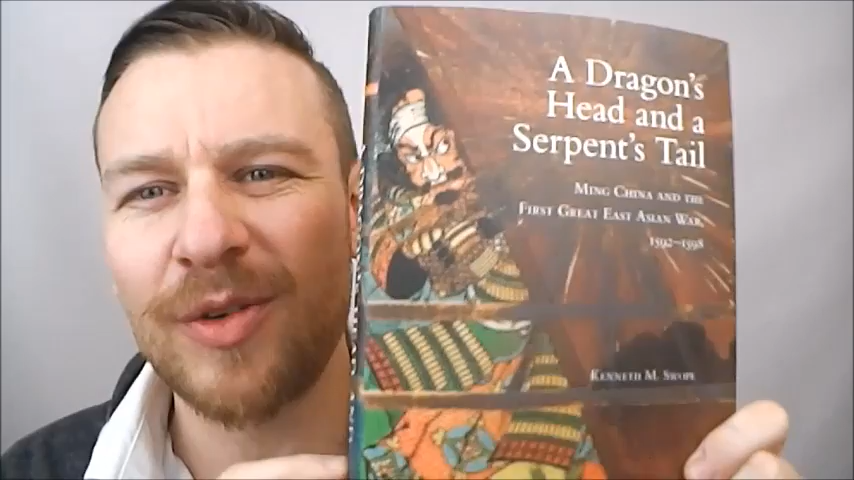 A Dragon's
Head and a
Serpent's Tail
Ming China and the
First Great East Asian War,
1592–1598
Kenneth M. Swope